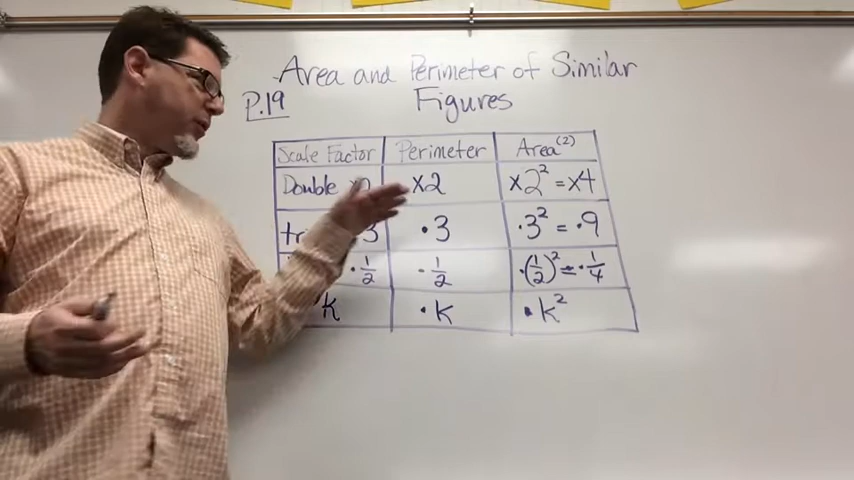 Area and Perimeter of Similar
Figures
P.19
Scale Factor Perimeter Area(2)
Double x2 x2 x2² = x4
·3 ·3² = ·9
·1/2 ·1/2 ·(1/2)² = ·1/4
·k ·k ·k²